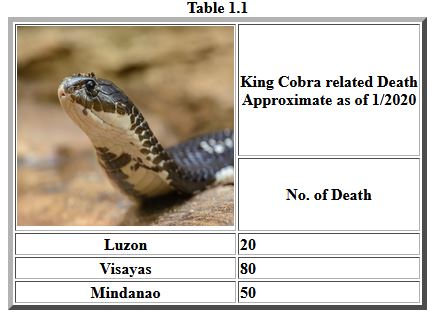 Table 1.1
King Cobra related Death
Approximate as of 1/2020
No. of Death
Luzon 20
Visayas 80
Mindanao 50